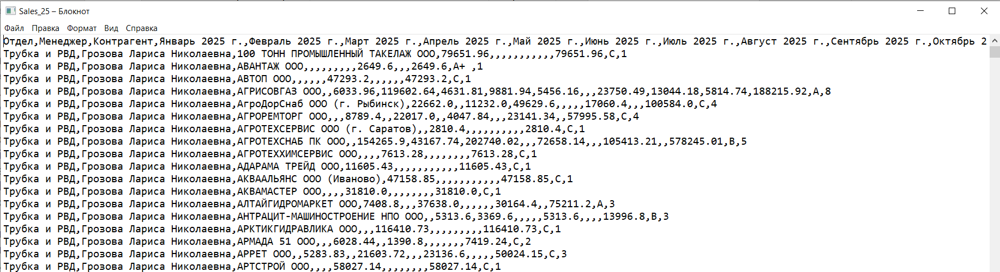 Sales_25 – Блокнот
Файл Правка Формат Вид Справка
Отдел,Менеджер,Контрагент,Январь 2025 г.,Февраль 2025 г.,Март 2025 г.,Апрель 2025 г.,Май 2025 г.,Июнь 2025 г.,Июль 2025 г.,Август 2025 г.,Сентябрь 2025 г.,Октябрь 2
Трубка и РВД,Грозова Лариса Николаевна,100 ТОНН ПРОМЫШЛЕННЫЙ ТАКЕЛАЖ ООО,79651.96,,,,,,,,,,,,79651.96,C,1
Трубка и РВД,Грозова Лариса Николаевна,АВАНТАЖ ООО,,,,,,,,,2649.6,,,2649.6,A+ ,1
Трубка и РВД,Грозова Лариса Николаевна,АВТОП ООО,,,,,,47293.2,,,,,,47293.2,C,1
Трубка и РВД,Грозова Лариса Николаевна,АГРИСОВГАЗ ООО,,6033.96,119602.64,4631.81,9881.94,5456.16,,,23750.49,13044.18,5814.74,188215.92,A,8
Трубка и РВД,Грозова Лариса Николаевна,АгроДорСнаб ООО (г. Рыбинск),22662.0,,11232.0,49629.6,,,,,17060.4,,,100584.0,C,4
Трубка и РВД,Грозова Лариса Николаевна,АГРОРЕМТОРГ ООО,,,8789.4,,22017.0,,4047.84,,,23141.34,,57995.58,C,4
Трубка и РВД,Грозова Лариса Николаевна,АГРОТЕХСЕРВИС ООО (г. Саратов),,2810.4,,,,,,,,,,2810.4,C,1
Трубка и РВД,Грозова Лариса Николаевна,АГРОТЕХСНАБ ПК ООО,,154265.9,43167.74,202740.02,,,72658.14,,,105413.21,,578245.01,B,5
Трубка и РВД,Грозова Лариса Николаевна,АГРОТЕХХИМСЕРВИС ООО,,,,7613.28,,,,,,,,7613.28,C,1
Трубка и РВД,Грозова Лариса Николаевна,АДАРАМА ТРЕЙД ООО,11605.43,,,,,,,,,,,11605.43,C,1
Трубка и РВД,Грозова Лариса Николаевна,АКВААЛЬЯНС ООО (Иваново),47158.85,,,,,,,,,,,47158.85,C,1
Трубка и РВД,Грозова Лариса Николаевна,АКВАМАСТЕР ООО,,,,31810.0,,,,,,,,31810.0,C,1
Трубка и РВД,Грозова Лариса Николаевна,АЛТАЙГИДРОМАРКЕТ ООО,7408.8,,,37638.0,,,,,,30164.4,,75211.2,A,3
Трубка и РВД,Грозова Лариса Николаевна,АНТРАЦИТ-МАШИНОСТРОЕНИЕ НПО ООО,,5313.6,3369.6,,,,,5313.6,,,,13996.8,B,3
Трубка и РВД,Грозова Лариса Николаевна,АРКТИКГИДРАВЛИКА ООО,,,116410.73,,,,,,,,,116410.73,C,1
Трубка и РВД,Грозова Лариса Николаевна,АРМАДА 51 ООО,,,6028.44,,1390.8,,,,,,,7419.24,C,2
Трубка и РВД,Грозова Лариса Николаевна,АРРЕТ ООО,,5283.83,,21603.72,,,23136.6,,,,,50024.15,C,3
Трубка и РВД,Грозова Лариса Николаевна,АРТСТРОЙ ООО,,,,58027.14,,,,,,,,58027.14,C,1